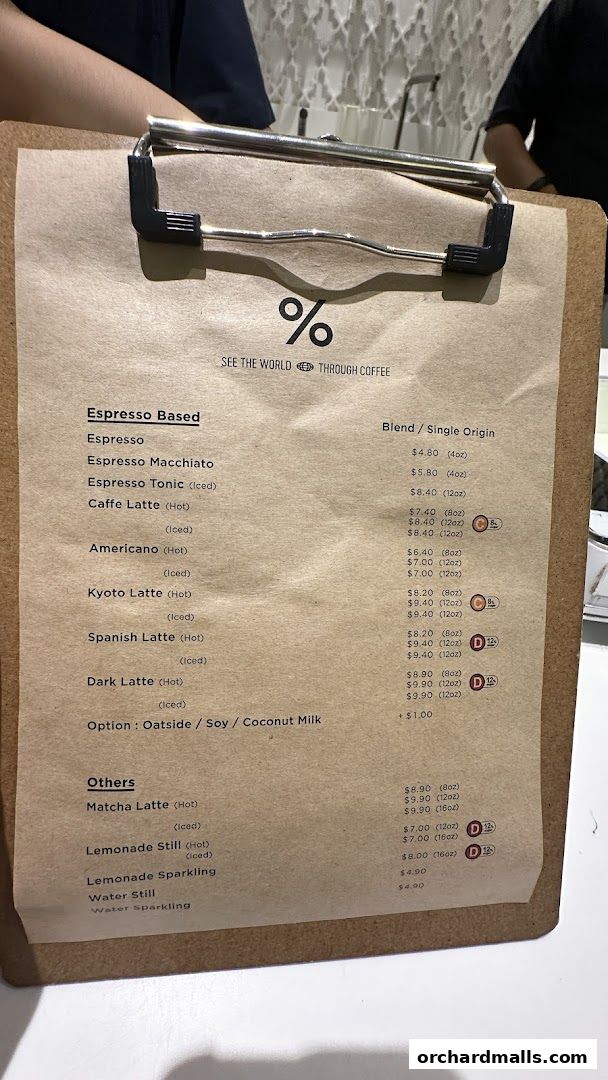 %
SEE THE WORLD THROUGH COFFEE
Espresso Based Blend / Single Origin
Espresso $4.80 (4oz)
Espresso Macchiato $5.80 (4oz)
Espresso Tonic (Iced) $8.40 (12oz)
Caffe Latte (Hot) $7.40 (8oz)
$8.40 (12oz) C
(Iced) $8.40 (12oz)
Americano (Hot) $6.40 (8oz)
$7.00 (12oz)
(Iced) $7.00 (12oz)
Kyoto Latte (Hot) $8.20 (8oz)
$9.40 (12oz) C
(Iced) $9.40 (12oz)
Spanish Latte (Hot) $8.20 (8oz)
$9.40 (12oz) D
(Iced) $9.40 (12oz)
Dark Latte (Hot) $8.90 (8oz)
$9.90 (12oz) D
(Iced) $9.90 (12oz)
Option : Oatside / Soy / Coconut Milk + $1.00
Others
Matcha Latte (Hot) $8.90 (8oz)
$9.90 (12oz)
(Iced) $9.90 (16oz)
Lemonade Still (Hot) $7.00 (12oz) D
(Iced) $7.00 (16oz)
Lemonade Sparkling $8.00 (16oz) D
Water Still $4.90
Water Sparkling $4.90
orchardmalls.com